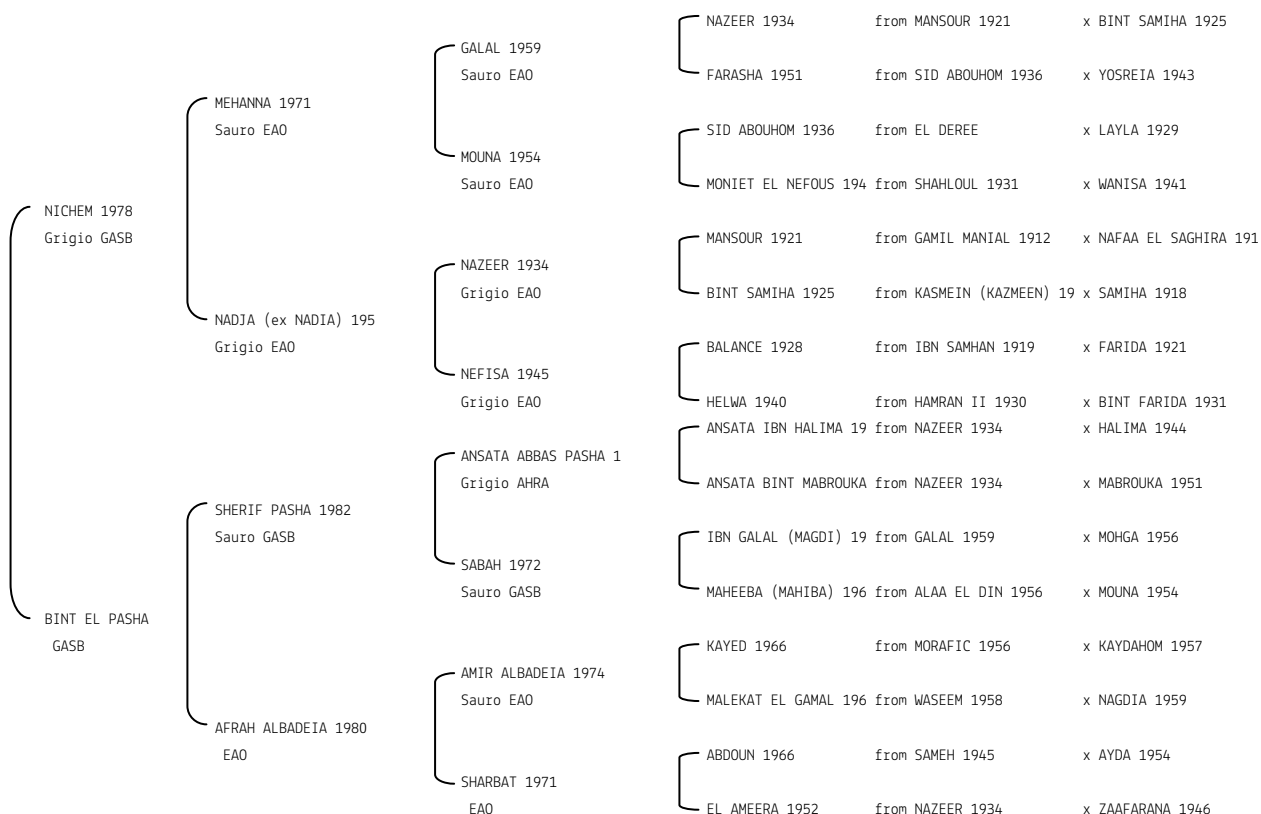 NAZEER 1934 from MANSOUR 1921 x BINT SAMIHA 1925
GALAL 1959
Sauro EAO
FARASHA 1951 from SID ABOUHOM 1936 x YOSREIA 1943
MEHANNA 1971
Sauro EAO
SID ABOUHOM 1936 from EL DEREE x LAYLA 1929
MOUNA 1954
Sauro EAO
MONIET EL NEFOUS 194 from SHAHLOUL 1931 x WANISA 1941
NICHEM 1978
Grigio GASB
MANSOUR 1921 from GAMIL MANIAL 1912 x NAFAA EL SAGHIRA 191
NAZEER 1934
Grigio EAO
BINT SAMIHA 1925 from KASMEIN (KAZMEEN) 19 x SAMIHA 1918
NADJA (ex NADIA) 195
Grigio EAO
BALANCE 1928 from IBN SAMHAN 1919 x FARIDA 1921
NEFISA 1945
Grigio EAO
HELWA 1940 from HAMRAN II 1930 x BINT FARIDA 1931
ANSATA IBN HALIMA 19 from NAZEER 1934 x HALIMA 1944
ANSATA ABBAS PASHA 1
Grigio AHRA
ANSATA BINT MABROUKA from NAZEER 1934 x MABROUKA 1951
SHERIF PASHA 1982
Sauro GASB
IBN GALAL (MAGDI) 19 from GALAL 1959 x MOHGA 1956
SABAH 1972
Sauro GASB
MAHEEBA (MAHIBA) 196 from ALAA EL DIN 1956 x MOUNA 1954
BINT EL PASHA
GASB
KAYED 1966 from MORAFIC 1956 x KAYDAHOM 1957
AMIR ALBADEIA 1974
Sauro EAO
MALEKAT EL GAMAL 196 from WASEEM 1958 x NAGDIA 1959
AFRAH ALBADEIA 1980
EAO
ABDOUN 1966 from SAMEH 1945 x AYDA 1954
SHARBAT 1971
EAO
EL AMEERA 1952 from NAZEER 1934 x ZAAFARANA 1946